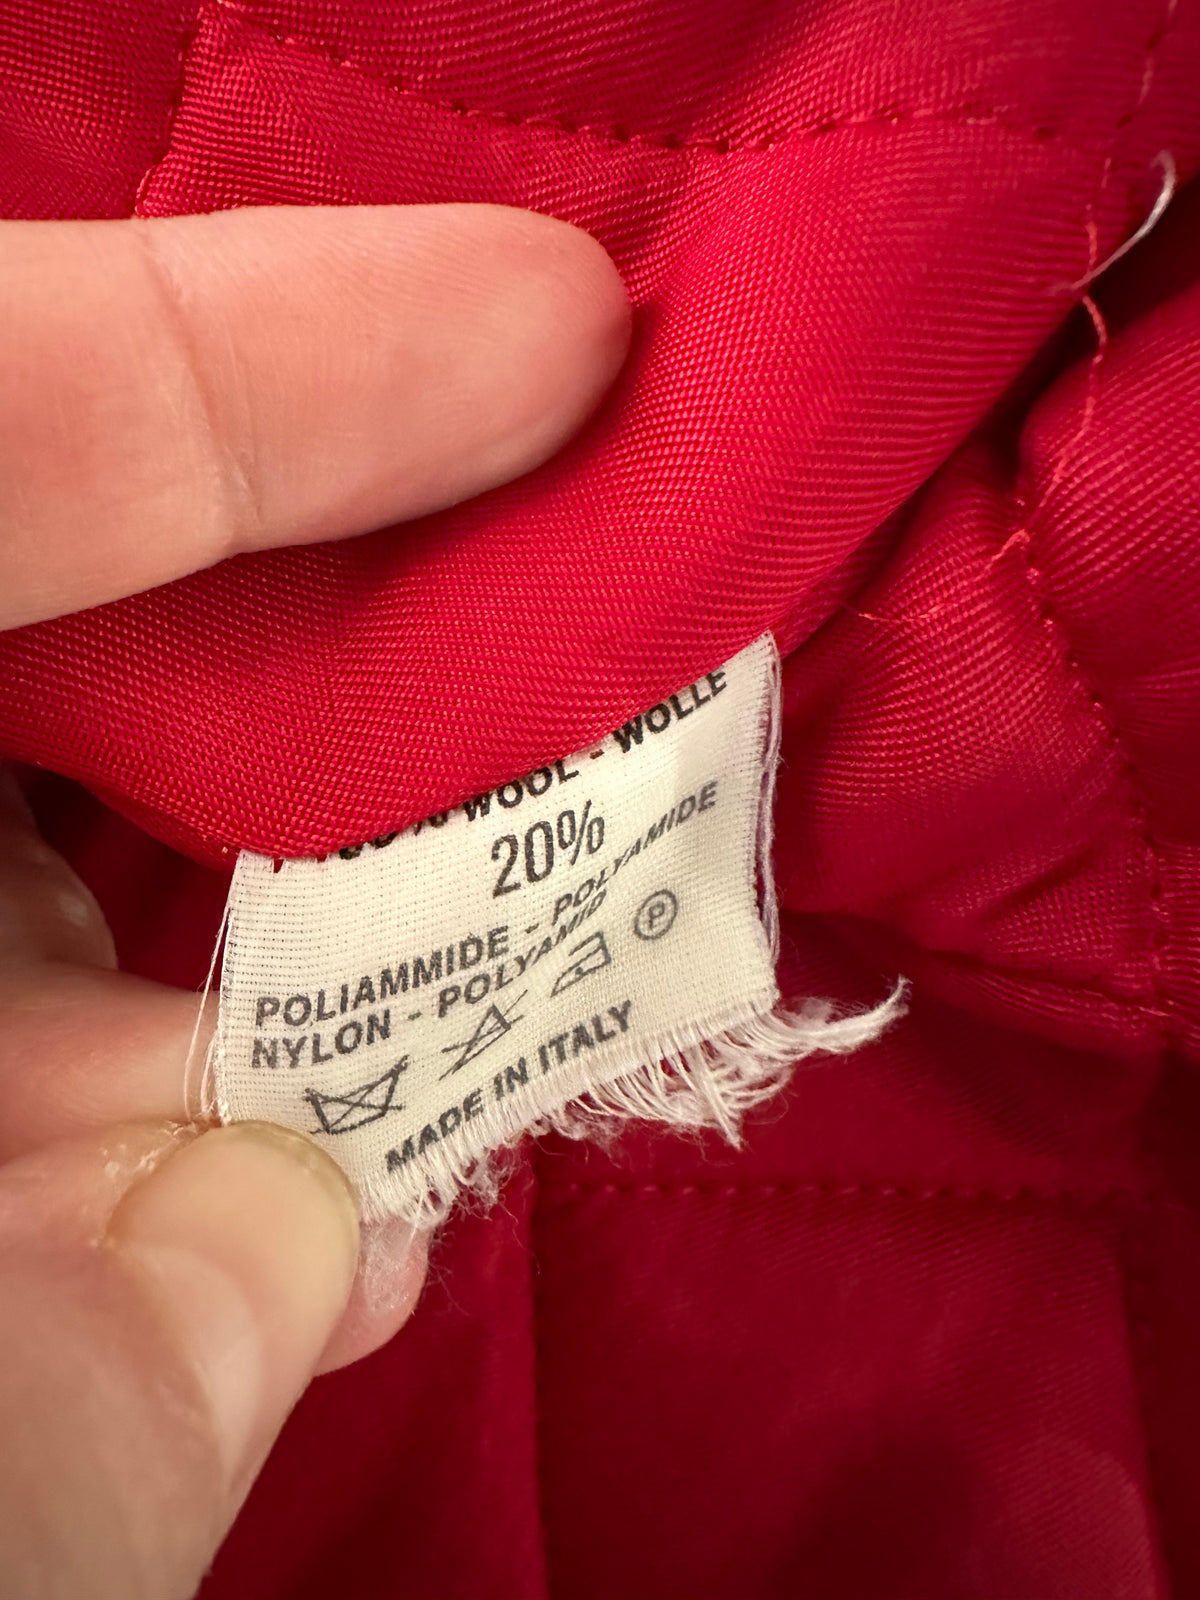 % WOOL - WOLLE
20%
POLIAMMIDE - POLYAMIDE
NYLON - POLYAMID
P
MADE IN ITALY